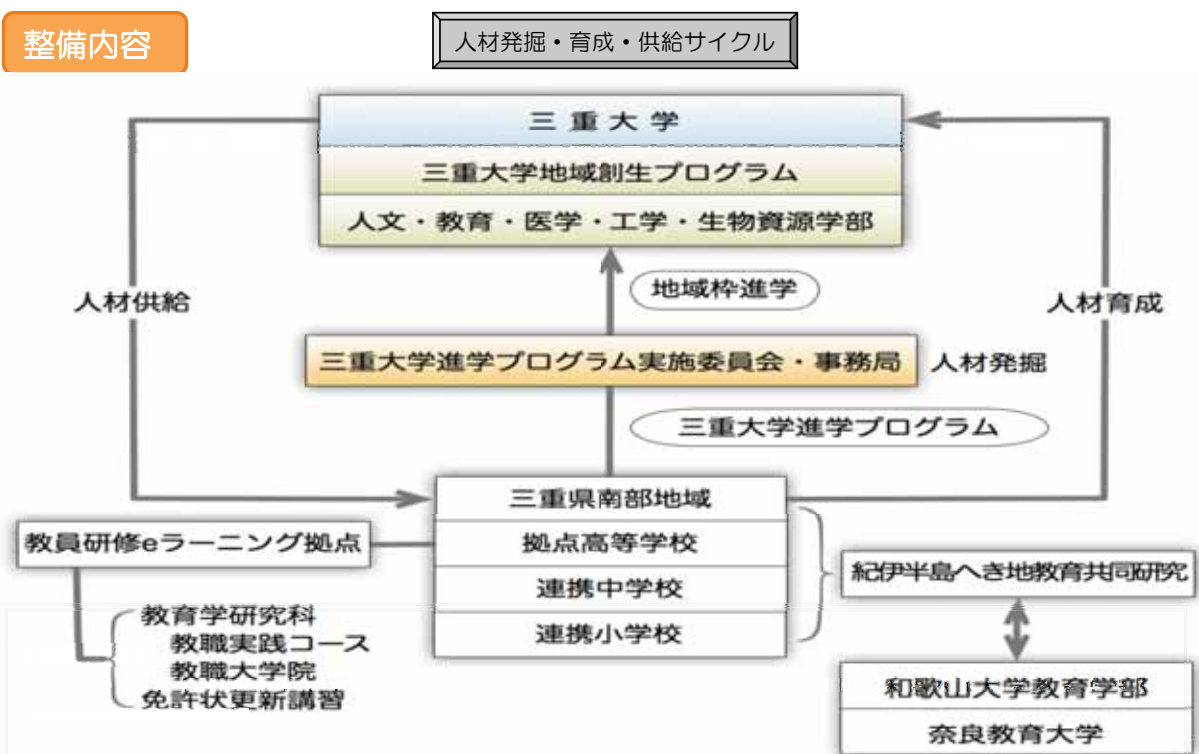 整備内容
人材発掘・育成・供給サイクル
三重大学
三重大学地域創生プログラム
人文・教育・医学・工学・生物資源学部
地域枠進学
人材供給
人材育成
三重大学進学プログラム実施委員会・事務局
人材発掘
三重大学進学プログラム
三重県南部地域
拠点高等学校
連携中学校
連携小学校
教員研修eラーニング拠点
教育学研究科
教職実践コース
教職大学院
免許状更新講習
紀伊半島へき地教育共同研究
和歌山大学教育学部
奈良教育大学